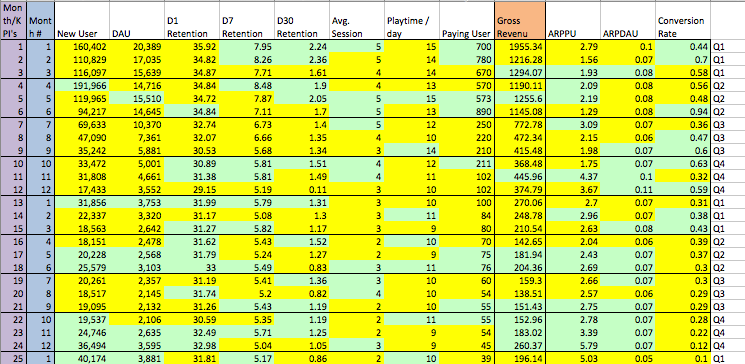 Mon th/K PI's Mont h # New User DAU D1 Retention D7 Retention D30 Retention Avg. Session Playtime / day Paying User Gross Revenu ARPPU ARPDAU Conversion Rate
1 1 160,402 20,389 35.92 7.95 2.24 5 15 700 1955.34 2.79 0.1 0.44 Q1
2 2 110,829 17,035 34.82 8.26 2.36 5 14 780 1216.28 1.56 0.07 0.7 Q1
3 3 116,097 15,639 34.87 7.71 1.61 4 14 670 1294.07 1.93 0.08 0.58 Q1
4 4 191,966 14,716 34.84 8.48 1.9 4 13 570 1190.11 2.09 0.08 0.56 Q2
5 5 119,965 15,510 34.72 7.87 2.05 5 15 573 1255.6 2.19 0.08 0.48 Q2
6 6 94,217 14,645 34.84 7.11 1.7 5 13 890 1145.08 1.29 0.08 0.94 Q2
7 7 69,633 10,370 32.74 6.73 1.4 5 12 250 772.78 3.09 0.07 0.36 Q3
8 8 47,090 7,361 32.07 6.66 1.35 4 10 220 472.34 2.15 0.06 0.47 Q3
9 9 35,242 5,881 30.53 5.68 1.34 3 14 210 415.48 1.98 0.07 0.6 Q3
10 10 33,472 5,001 30.89 5.81 1.51 4 12 211 368.48 1.75 0.07 0.63 Q4
11 11 31,808 4,661 31.38 5.81 1.49 4 11 102 445.96 4.37 0.1 0.32 Q4
12 12 17,433 3,552 29.15 5.19 0.11 3 10 102 374.79 3.67 0.11 0.59 Q4
13 1 31,856 3,753 31.99 5.79 1.31 3 10 100 270.06 2.7 0.07 0.31 Q1
14 2 22,337 3,320 31.17 5.08 1.3 3 11 84 248.78 2.96 0.07 0.38 Q1
15 3 18,563 2,642 31.27 5.82 1.17 3 9 80 210.54 2.63 0.08 0.43 Q1
16 4 18,151 2,478 31.62 5.43 1.52 2 10 70 142.65 2.04 0.06 0.39 Q2
17 5 20,228 2,568 31.79 5.24 1.27 2 9 75 181.94 2.43 0.07 0.37 Q2
18 6 25,579 3,103 33 5.49 0.83 3 11 76 204.36 2.69 0.07 0.3 Q2
19 7 20,261 2,357 31.19 5.41 1.36 3 10 60 159.3 2.66 0.07 0.3 Q3
20 8 18,517 2,145 31.74 5.2 0.82 4 10 54 138.51 2.57 0.06 0.29 Q3
21 9 19,095 2,132 31.26 5.43 1.19 2 10 55 151.43 2.75 0.07 0.29 Q3
22 10 19,537 2,106 30.59 5.35 1.19 2 11 55 152.96 2.78 0.07 0.28 Q4
23 11 24,746 2,635 32.49 5.71 1.25 2 9 54 183.02 3.39 0.07 0.22 Q4
24 12 36,494 3,595 32.98 5.04 1.05 3 9 45 260.37 5.79 0.07 0.12 Q4
25 1 40,174 3,881 31.81 5.17 0.86 2 10 39 196.14 5.03 0.05 0.1 Q1